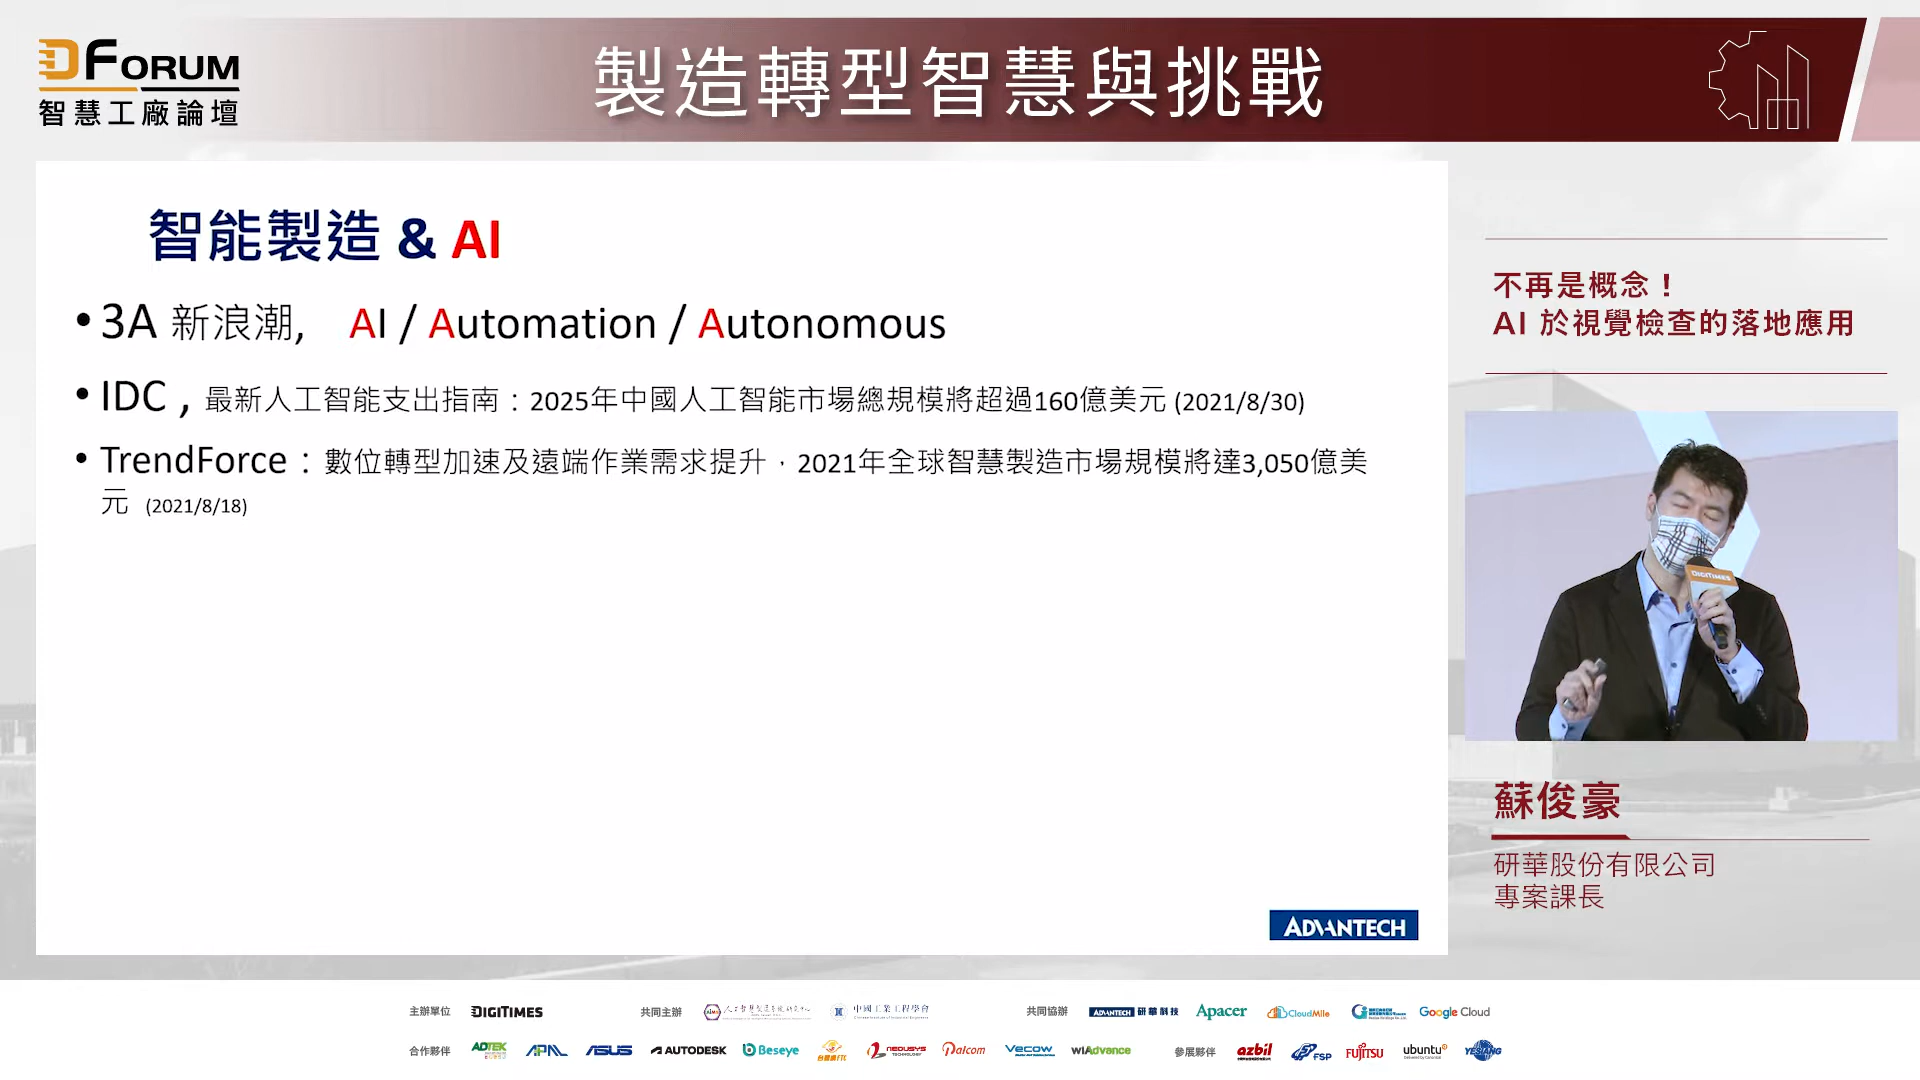 DFORUM
智慧工廠論壇
製造轉型智慧與挑戰
智能製造 & AI
• 3A 新浪潮, AI / Automation / Autonomous
• IDC , 最新人工智能支出指南：2025年中國人工智能市場總規模將超過160億美元 (2021/8/30)
• TrendForce：數位轉型加速及遠端作業需求提升，2021年全球智慧製造市場規模將達3,050億美
元 (2021/8/18)
ADVANTECH
不再是概念！
AI 於視覺檢查的落地應用
DIGITIMES
蘇俊豪
研華股份有限公司
專案課長
主辦單位 DIGITIMES 共同主辦 中國工業工程學會 共同協辦 ADVANTECH 研華科技 Apacer CloudMile Google Cloud
合作夥伴 ADTEK APAL ASUS AUTODESK Beseye NEOUSYS TECHNOLOGY Palcom VECOW WIAdvance 參展夥伴 azbil FSP FUJITSU ubuntu YESIANG